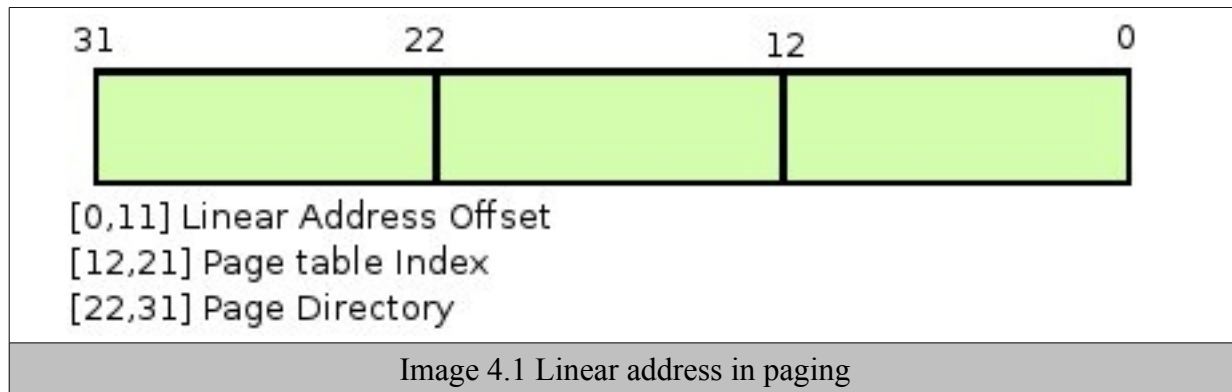 31 22 12 0
[0,11] Linear Address Offset
[12,21] Page table Index
[22,31] Page Directory
Image 4.1 Linear address in paging